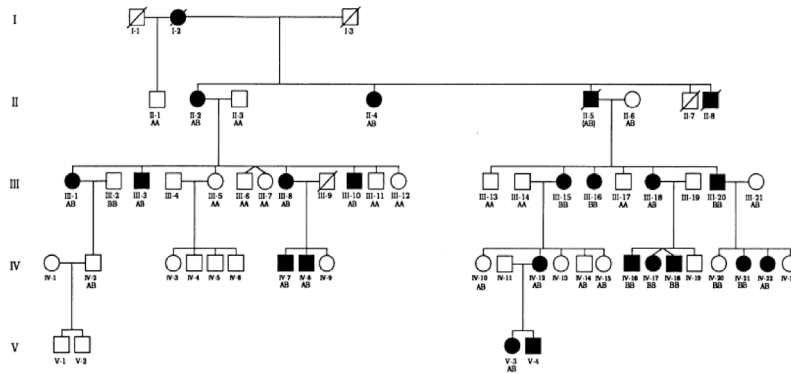 I
I-1 I-2 I-3
II
II-1 II-2 II-3 II-4 II-5 II-6 II-7 II-8
AA AB AA AB (AB) AB
III
III-1 III-2 III-3 III-4 III-5 III-6 III-7 III-8 III-9 III-10 III-11 III-12 III-13 III-14 III-15 III-16 III-17 III-18 III-19 III-20 III-21
AB BB AB AA AA AA AB AB AA AA AA AA BB BB AA AB BB AB
IV
IV-1 IV-2 IV-3 IV-4 IV-5 IV-6 IV-7 IV-8 IV-9 IV-10 IV-11 IV-12 IV-13 IV-14 IV-15 IV-16 IV-17 IV-18 IV-19 IV-20 IV-21 IV-22
AB AB AB AB AB AB AB BB BB BB BB BB AB
V
V-1 V-2 V-3 V-4
AB